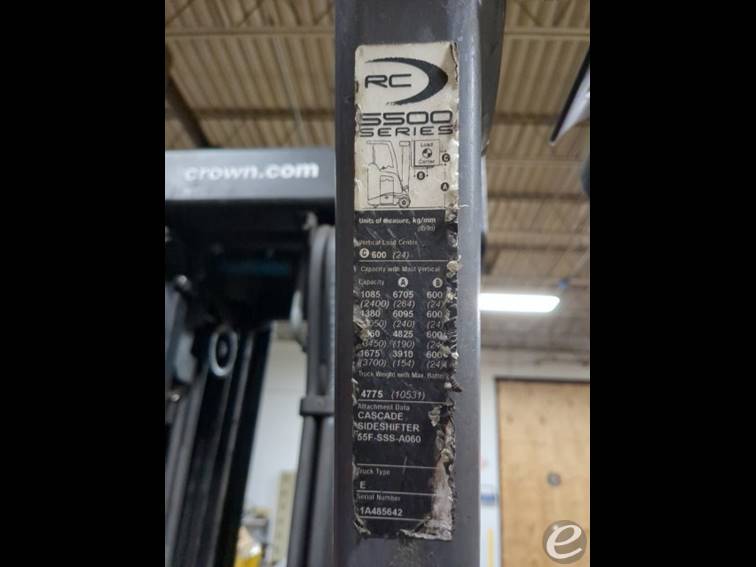 crown.com
RC
5500
SERIES
Load
Center
C
B
A
Units of measure, kg/mm
(lb/in)
Vertical Load Center
C 600 (24)
Capacity with Mast Vertical
Capacity A B
1085 6705 600
(2400) (264) (24)
1380 6095 600
(240) (24)
4825 600
(190)
1675 3910 600
(3700) (154) (24)
Truck Weight with Max. Battery
4775 (10531)
Attachment Data
CASCADE
SIDESHIFTER
55F-SSS-A060
Truck Type
E
Serial Number
1A485642
e